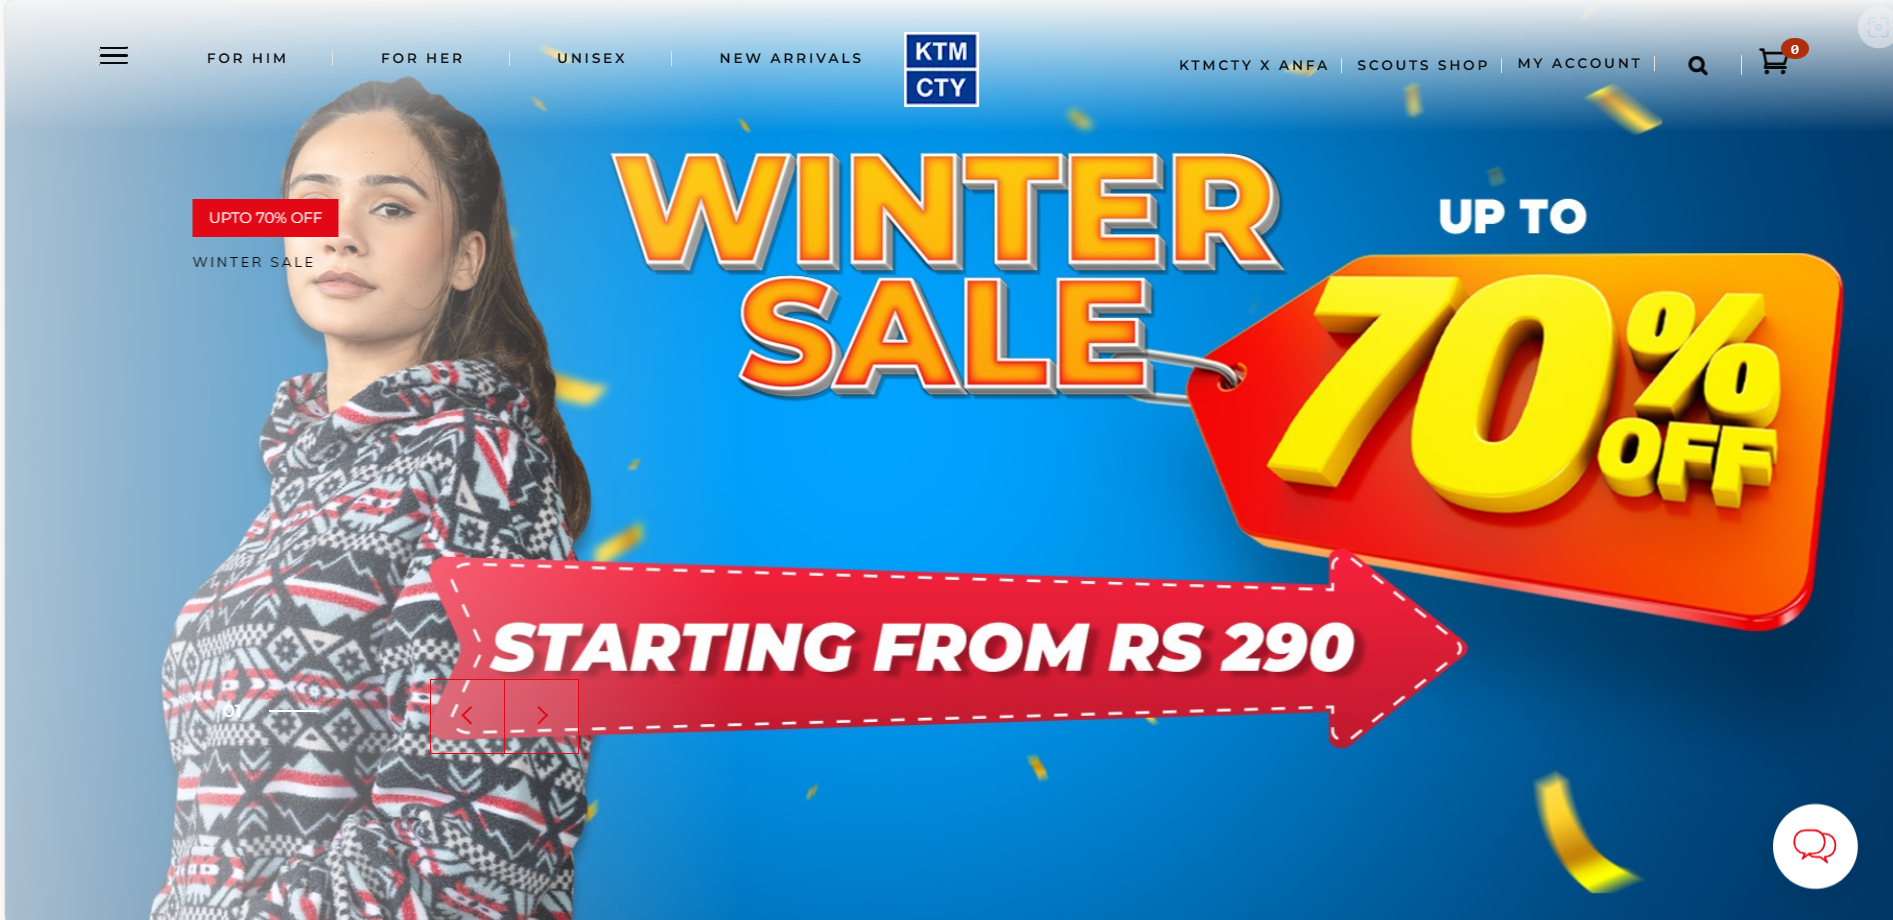 FOR HIM
FOR HER
UNISEX
NEW ARRIVALS
KTM
CTY
KTMCTY X ANFA
SCOUTS SHOP
MY ACCOUNT
0
WINTER
SALE
UP TO
70%
OFF
UPTO 70% OFF
WINTER SALE
STARTING FROM RS 290
01